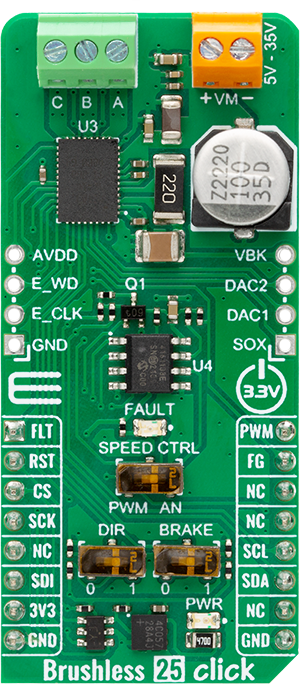 C B A
+ VM -
5V - 35V
U3
220
Z2220
100
35D
AVDD
VBK
E_WD
DAC2
Q1
E_CLK
DAC1
GND
SOX
U4
3.3V
FAULT
SPEED CTRL
PWM AN
FLT
PWM
RST
FG
CS
NC
SCK
NC
NC
SCL
SDI
SDA
3V3
NC
GND
GND
DIR
BRAKE
0 1
0 1
PWR
4700
Brushless 25 click